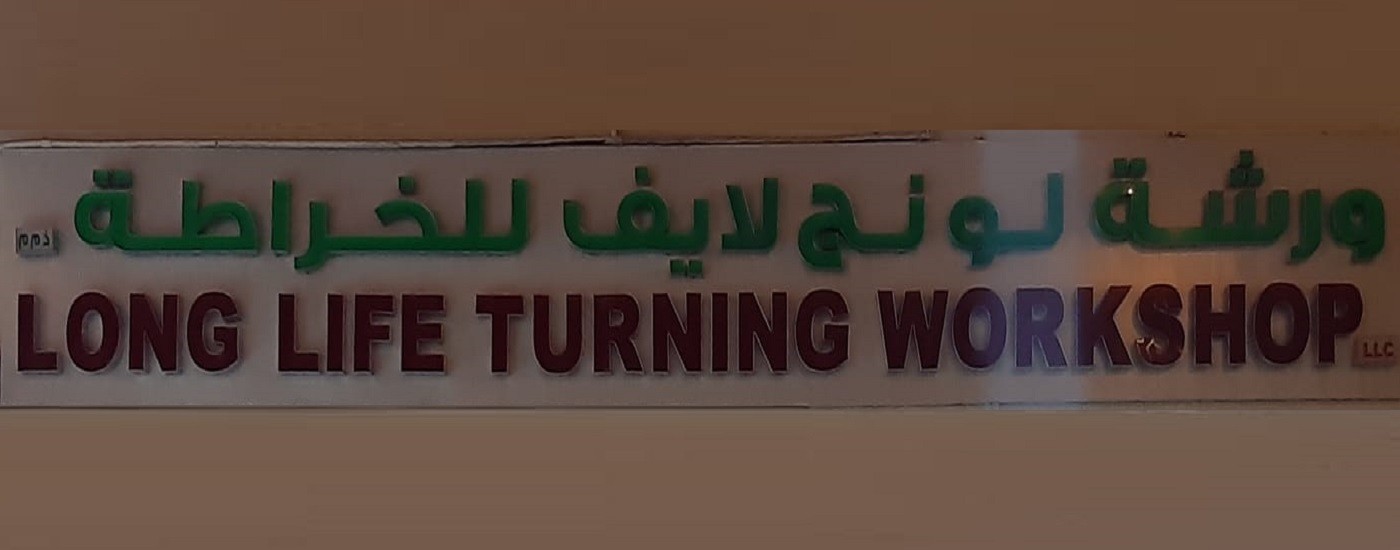 ورشة لونج لايف للخراطة ذ.م.م
LONG LIFE TURNING WORKSHOP LLC